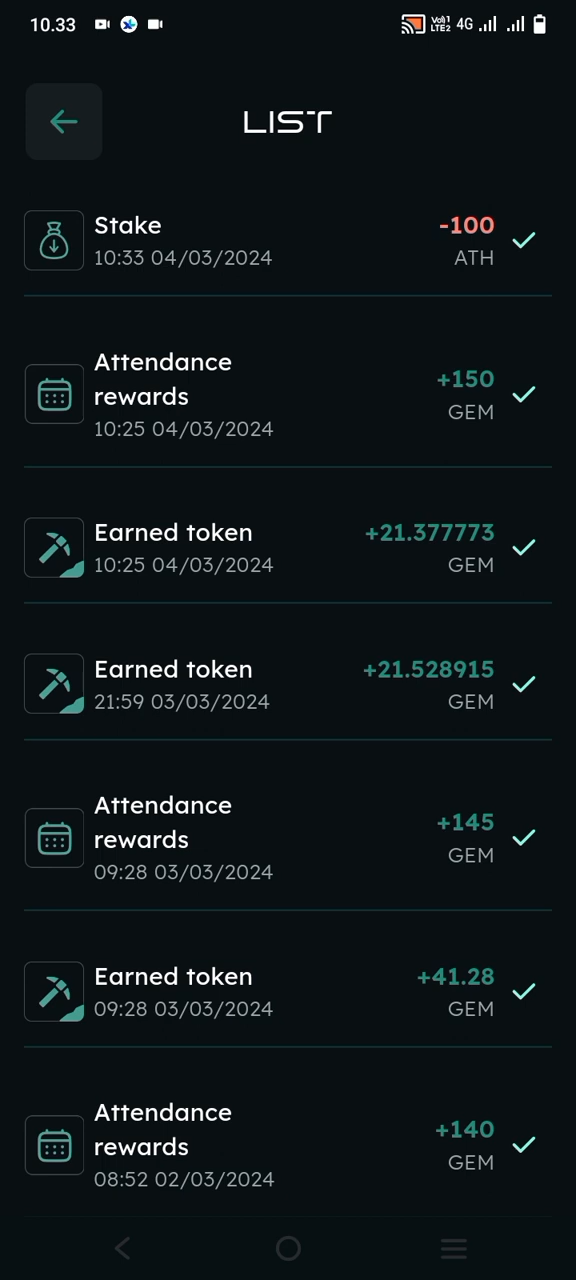 10.33
Vo)) 1
LTE2
4G
LIST
Stake
-100
10:33 04/03/2024
ATH
Attendance
rewards
+150
10:25 04/03/2024
GEM
Earned token
+21.377773
10:25 04/03/2024
GEM
Earned token
+21.528915
21:59 03/03/2024
GEM
Attendance
rewards
+145
09:28 03/03/2024
GEM
Earned token
+41.28
09:28 03/03/2024
GEM
Attendance
rewards
+140
08:52 02/03/2024
GEM